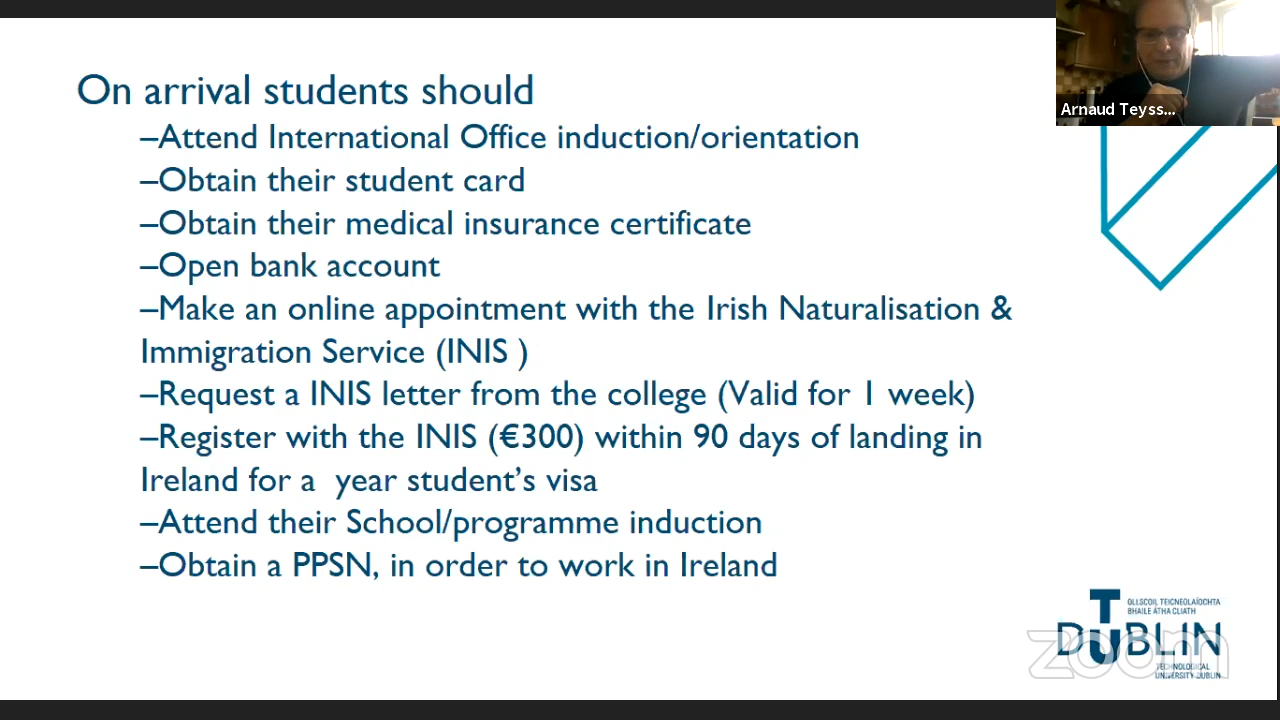 On arrival students should
–Attend International Office induction/orientation
–Obtain their student card
–Obtain their medical insurance certificate
–Open bank account
–Make an online appointment with the Irish Naturalisation &
Immigration Service (INIS )
–Request a INIS letter from the college (Valid for 1 week)
–Register with the INIS (€300) within 90 days of landing in
Ireland for a  year student’s visa
–Attend their School/programme induction
–Obtain a PPSN, in order to work in Ireland
Arnaud Teyss...
OLLSCOIL TEICNEOLAÍOCHTA
BHAILE ÁTHA CLIATH
TU DUBLIN
TECHNOLOGICAL
UNIVERSITY DUBLIN
zoom